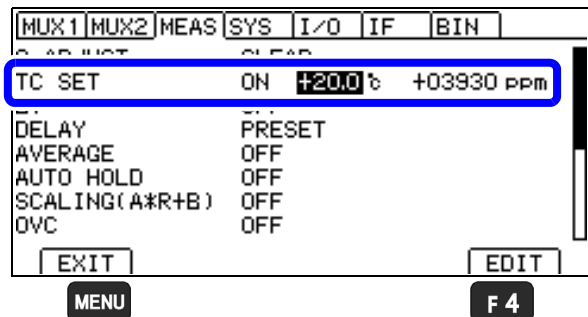 MUX1 MUX2 MEAS SYS I/O IF BIN
TC SET ON +20.0 ℃ +03930 ppm
DELAY PRESET
AVERAGE OFF
AUTO HOLD OFF
SCALING(A*R+B) OFF
OVC OFF
EXIT EDIT
MENU F 4